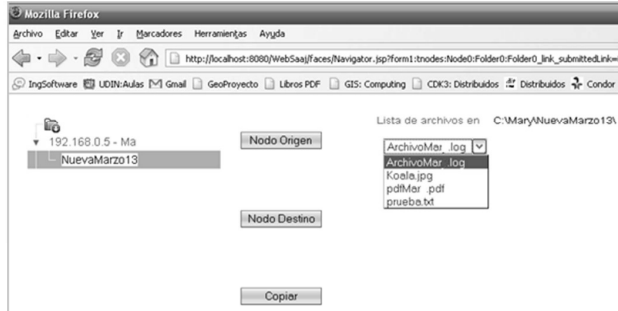 Mozilla Firefox
Archivo Editar Ver Ir Marcadores Herramientas Ayuda
http://localhost:8080/WebSaaj/faces/Navigator.jsp?form1:tnodes:Node0:Folder0:Folder0_link_submittedLink=
IngSoftware UDIN:Aulas Gmail GeoProyecto Libros PDF GIS: Computing CDK3: Distribuidos Distribuidos Condor
Lista de archivos en C:\Mary\NuevaMarzo13\
192.168.0.5 - Ma
Nodo Origen
ArchivoMar_.log
NuevaMarzo13
ArchivoMar_.log
Koala.jpg
pdfMar .pdf
prueba.txt
Nodo Destino
Copiar